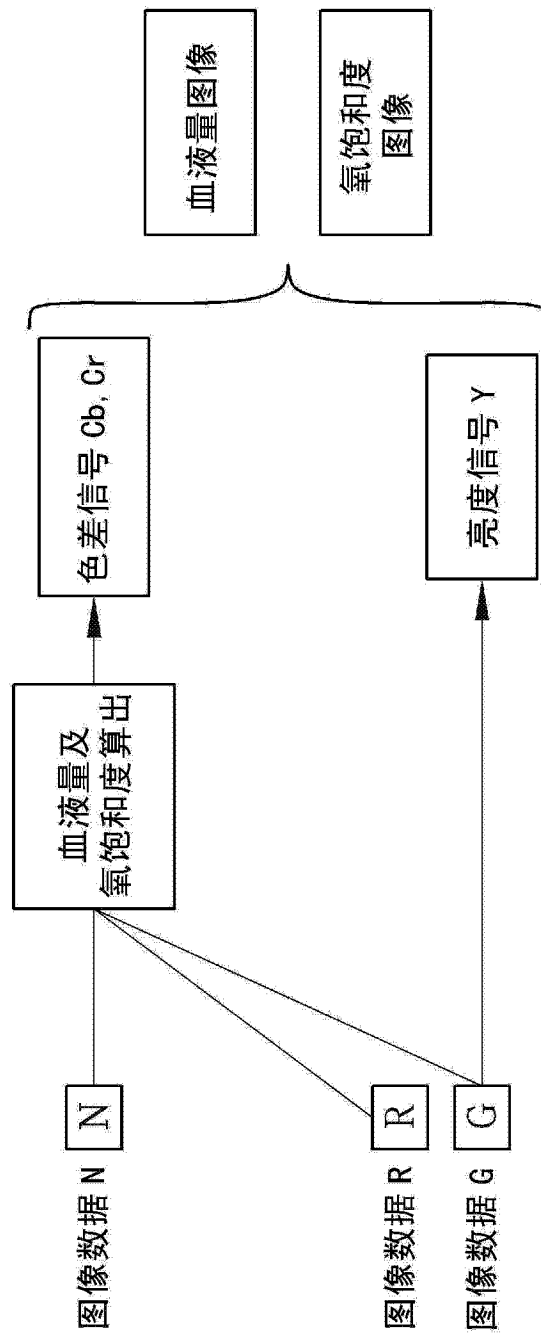 图像数据 N
N
图像数据 R
R
图像数据 G
G
血液量及
氧饱和度算出
色差信号 Cb, Cr
亮度信号 Y
血液量图像
氧饱和度
图像